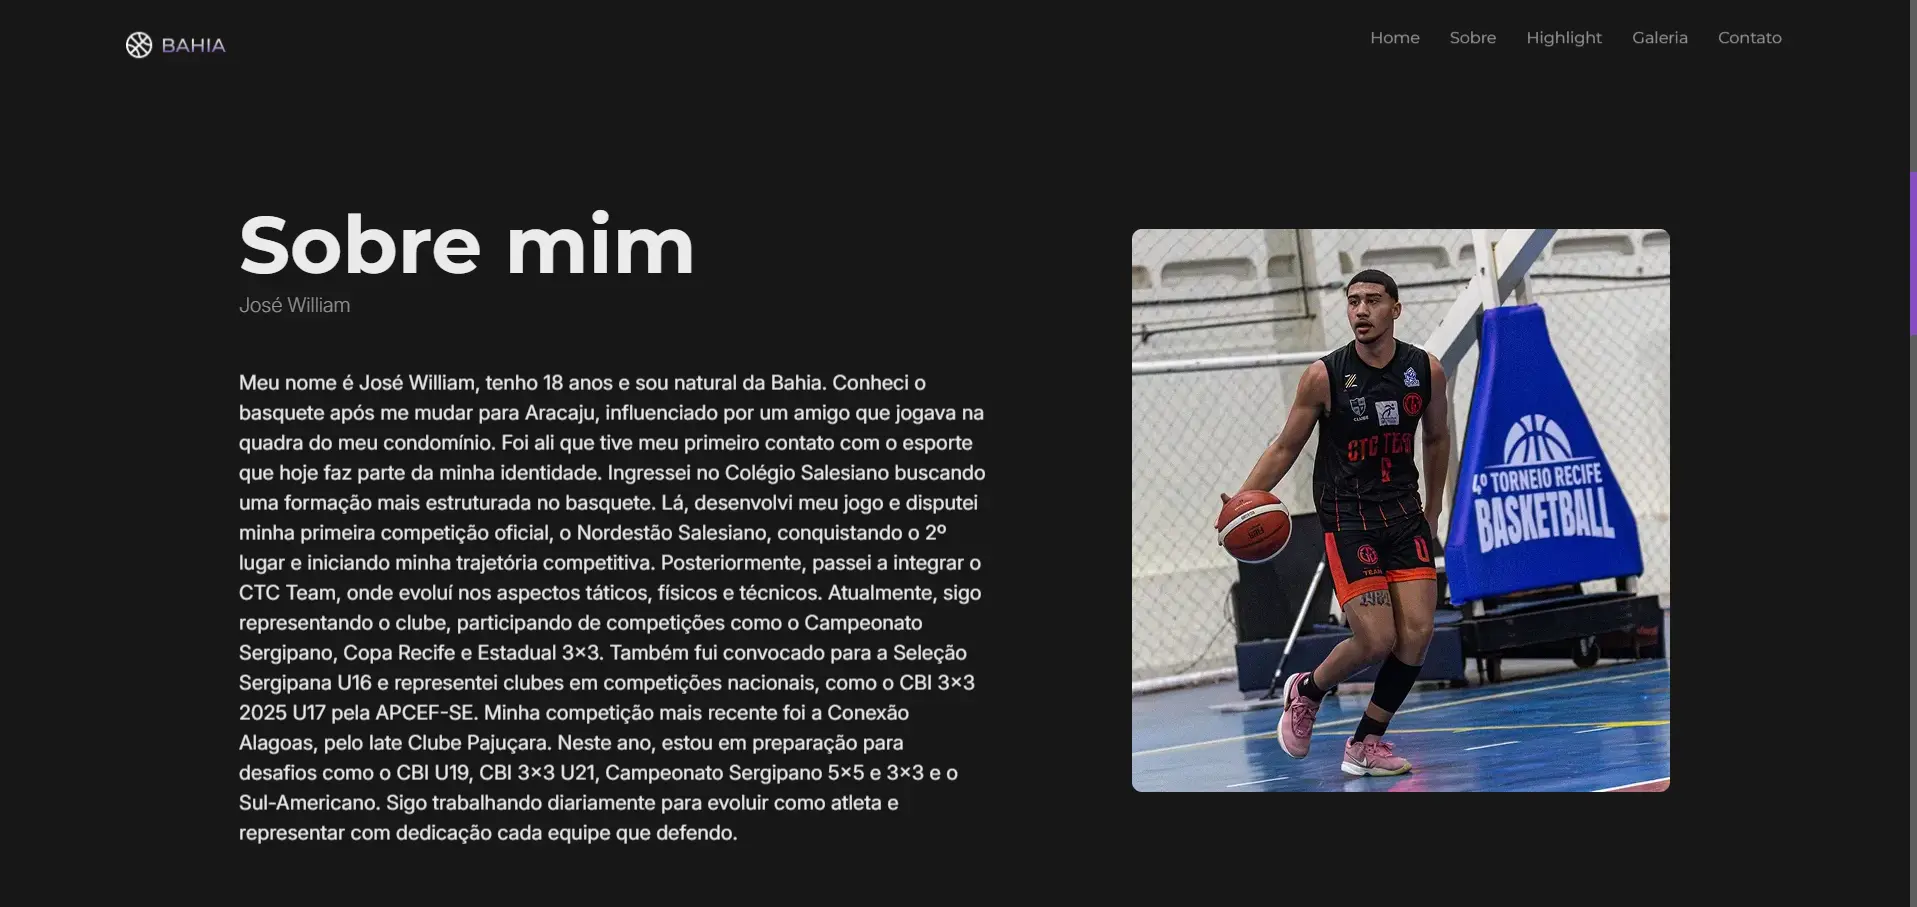 BAHIA
Home Sobre Highlight Galeria Contato
Sobre mim
José William
Meu nome é José William, tenho 18 anos e sou natural da Bahia. Conheci o
basquete após me mudar para Aracaju, influenciado por um amigo que jogava na
quadra do meu condomínio. Foi ali que tive meu primeiro contato com o esporte
que hoje faz parte da minha identidade. Ingressei no Colégio Salesiano buscando
uma formação mais estruturada no basquete. Lá, desenvolvi meu jogo e disputei
minha primeira competição oficial, o Nordestão Salesiano, conquistando o 2º
lugar e iniciando minha trajetória competitiva. Posteriormente, passei a integrar o
CTC Team, onde evoluí nos aspectos táticos, físicos e técnicos. Atualmente, sigo
representando o clube, participando de competições como o Campeonato
Sergipano, Copa Recife e Estadual 3×3. Também fui convocado para a Seleção
Sergipana U16 e representei clubes em competições nacionais, como o CBI 3×3
2025 U17 pela APCEF-SE. Minha competição mais recente foi a Conexão
Alagoas, pelo Iate Clube Pajuçara. Neste ano, estou em preparação para
desafios como o CBI U19, CBI 3×3 U21, Campeonato Sergipano 5×5 e 3×3 e o
Sul-Americano. Sigo trabalhando diariamente para evoluir como atleta e
representar com dedicação cada equipe que defendo.
CTC TEAM
4º TORNEIO RECIFE
BASKETBALL